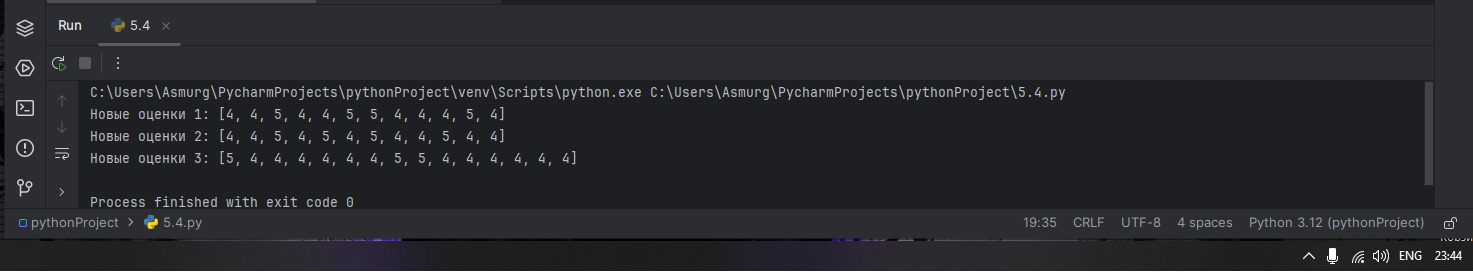 Run 5.4
C:\Users\Asmurg\PycharmProjects\pythonProject\venv\Scripts\python.exe C:\Users\Asmurg\PycharmProjects\pythonProject\5.4.py
Новые оценки 1: [4, 4, 5, 4, 4, 5, 5, 4, 4, 4, 5, 4]
Новые оценки 2: [4, 4, 5, 4, 5, 4, 5, 4, 4, 5, 4, 4]
Новые оценки 3: [5, 4, 4, 4, 4, 4, 4, 5, 5, 4, 4, 4, 4, 4, 4]
Process finished with exit code 0
pythonProject > 5.4.py 19:35 CRLF UTF-8 4 spaces Python 3.12 (pythonProject)
ENG 23:44